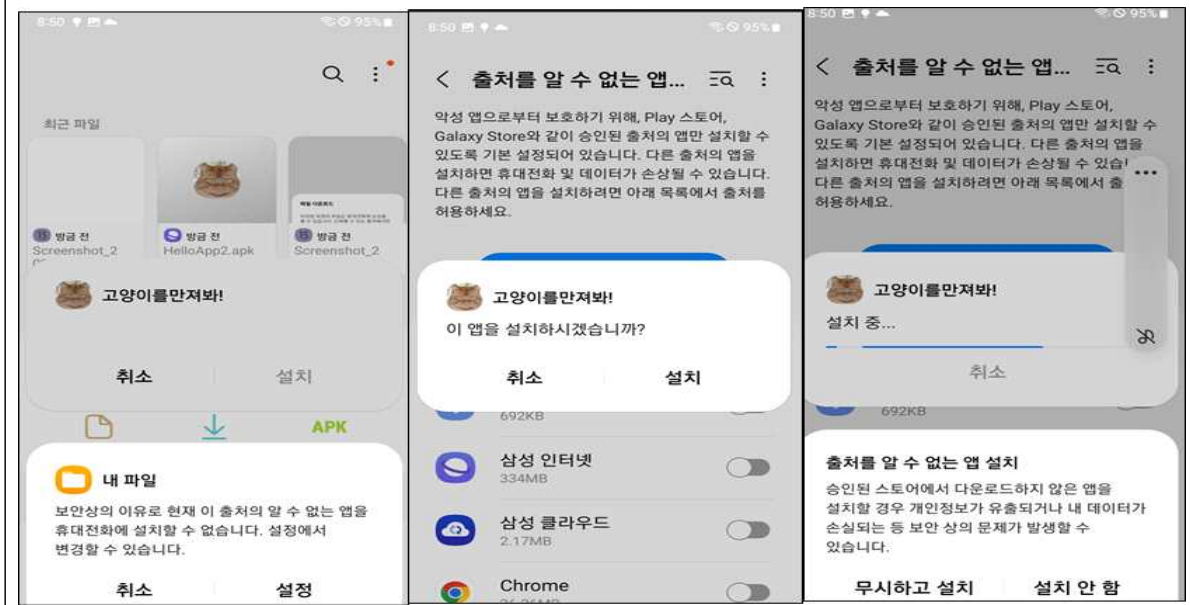 8:50
95%
최근 파일
방금 전
Screenshot_2
방금 전
HelloApp2.apk
방금 전
Screenshot_2
고양이를만져봐!
취소
설치
APK
내 파일
보안상의 이유로 현재 이 출처의 알 수 없는 앱을
휴대전화에 설치할 수 없습니다. 설정에서
변경할 수 있습니다.
취소
설정
8:50
95%
출처를 알 수 없는 앱...
악성 앱으로부터 보호하기 위해, Play 스토어,
Galaxy Store와 같이 승인된 출처의 앱만 설치할 수
있도록 기본 설정되어 있습니다. 다른 출처의 앱을
설치하면 휴대전화 및 데이터가 손상될 수 있습니다.
다른 출처의 앱을 설치하려면 아래 목록에서 출처를
허용하세요.
고양이를만져봐!
이 앱을 설치하시겠습니까?
취소
설치
692KB
삼성 인터넷
334MB
삼성 클라우드
2.17MB
Chrome
8:50
95%
출처를 알 수 없는 앱...
악성 앱으로부터 보호하기 위해, Play 스토어,
Galaxy Store와 같이 승인된 출처의 앱만 설치할 수
있도록 기본 설정되어 있습니다. 다른 출처의 앱을
설치하면 휴대전화 및 데이터가 손상될 수
다른 출처의 앱을 설치하려면 아래 목록에서
허용하세요.
고양이를만져봐!
설치 중...
취소
692KB
출처를 알 수 없는 앱 설치
승인된 스토어에서 다운로드하지 않은 앱을
설치할 경우 개인정보가 유출되거나 내 데이터가
손실되는 등 보안 상의 문제가 발생할 수
있습니다.
무시하고 설치
설치 안 함